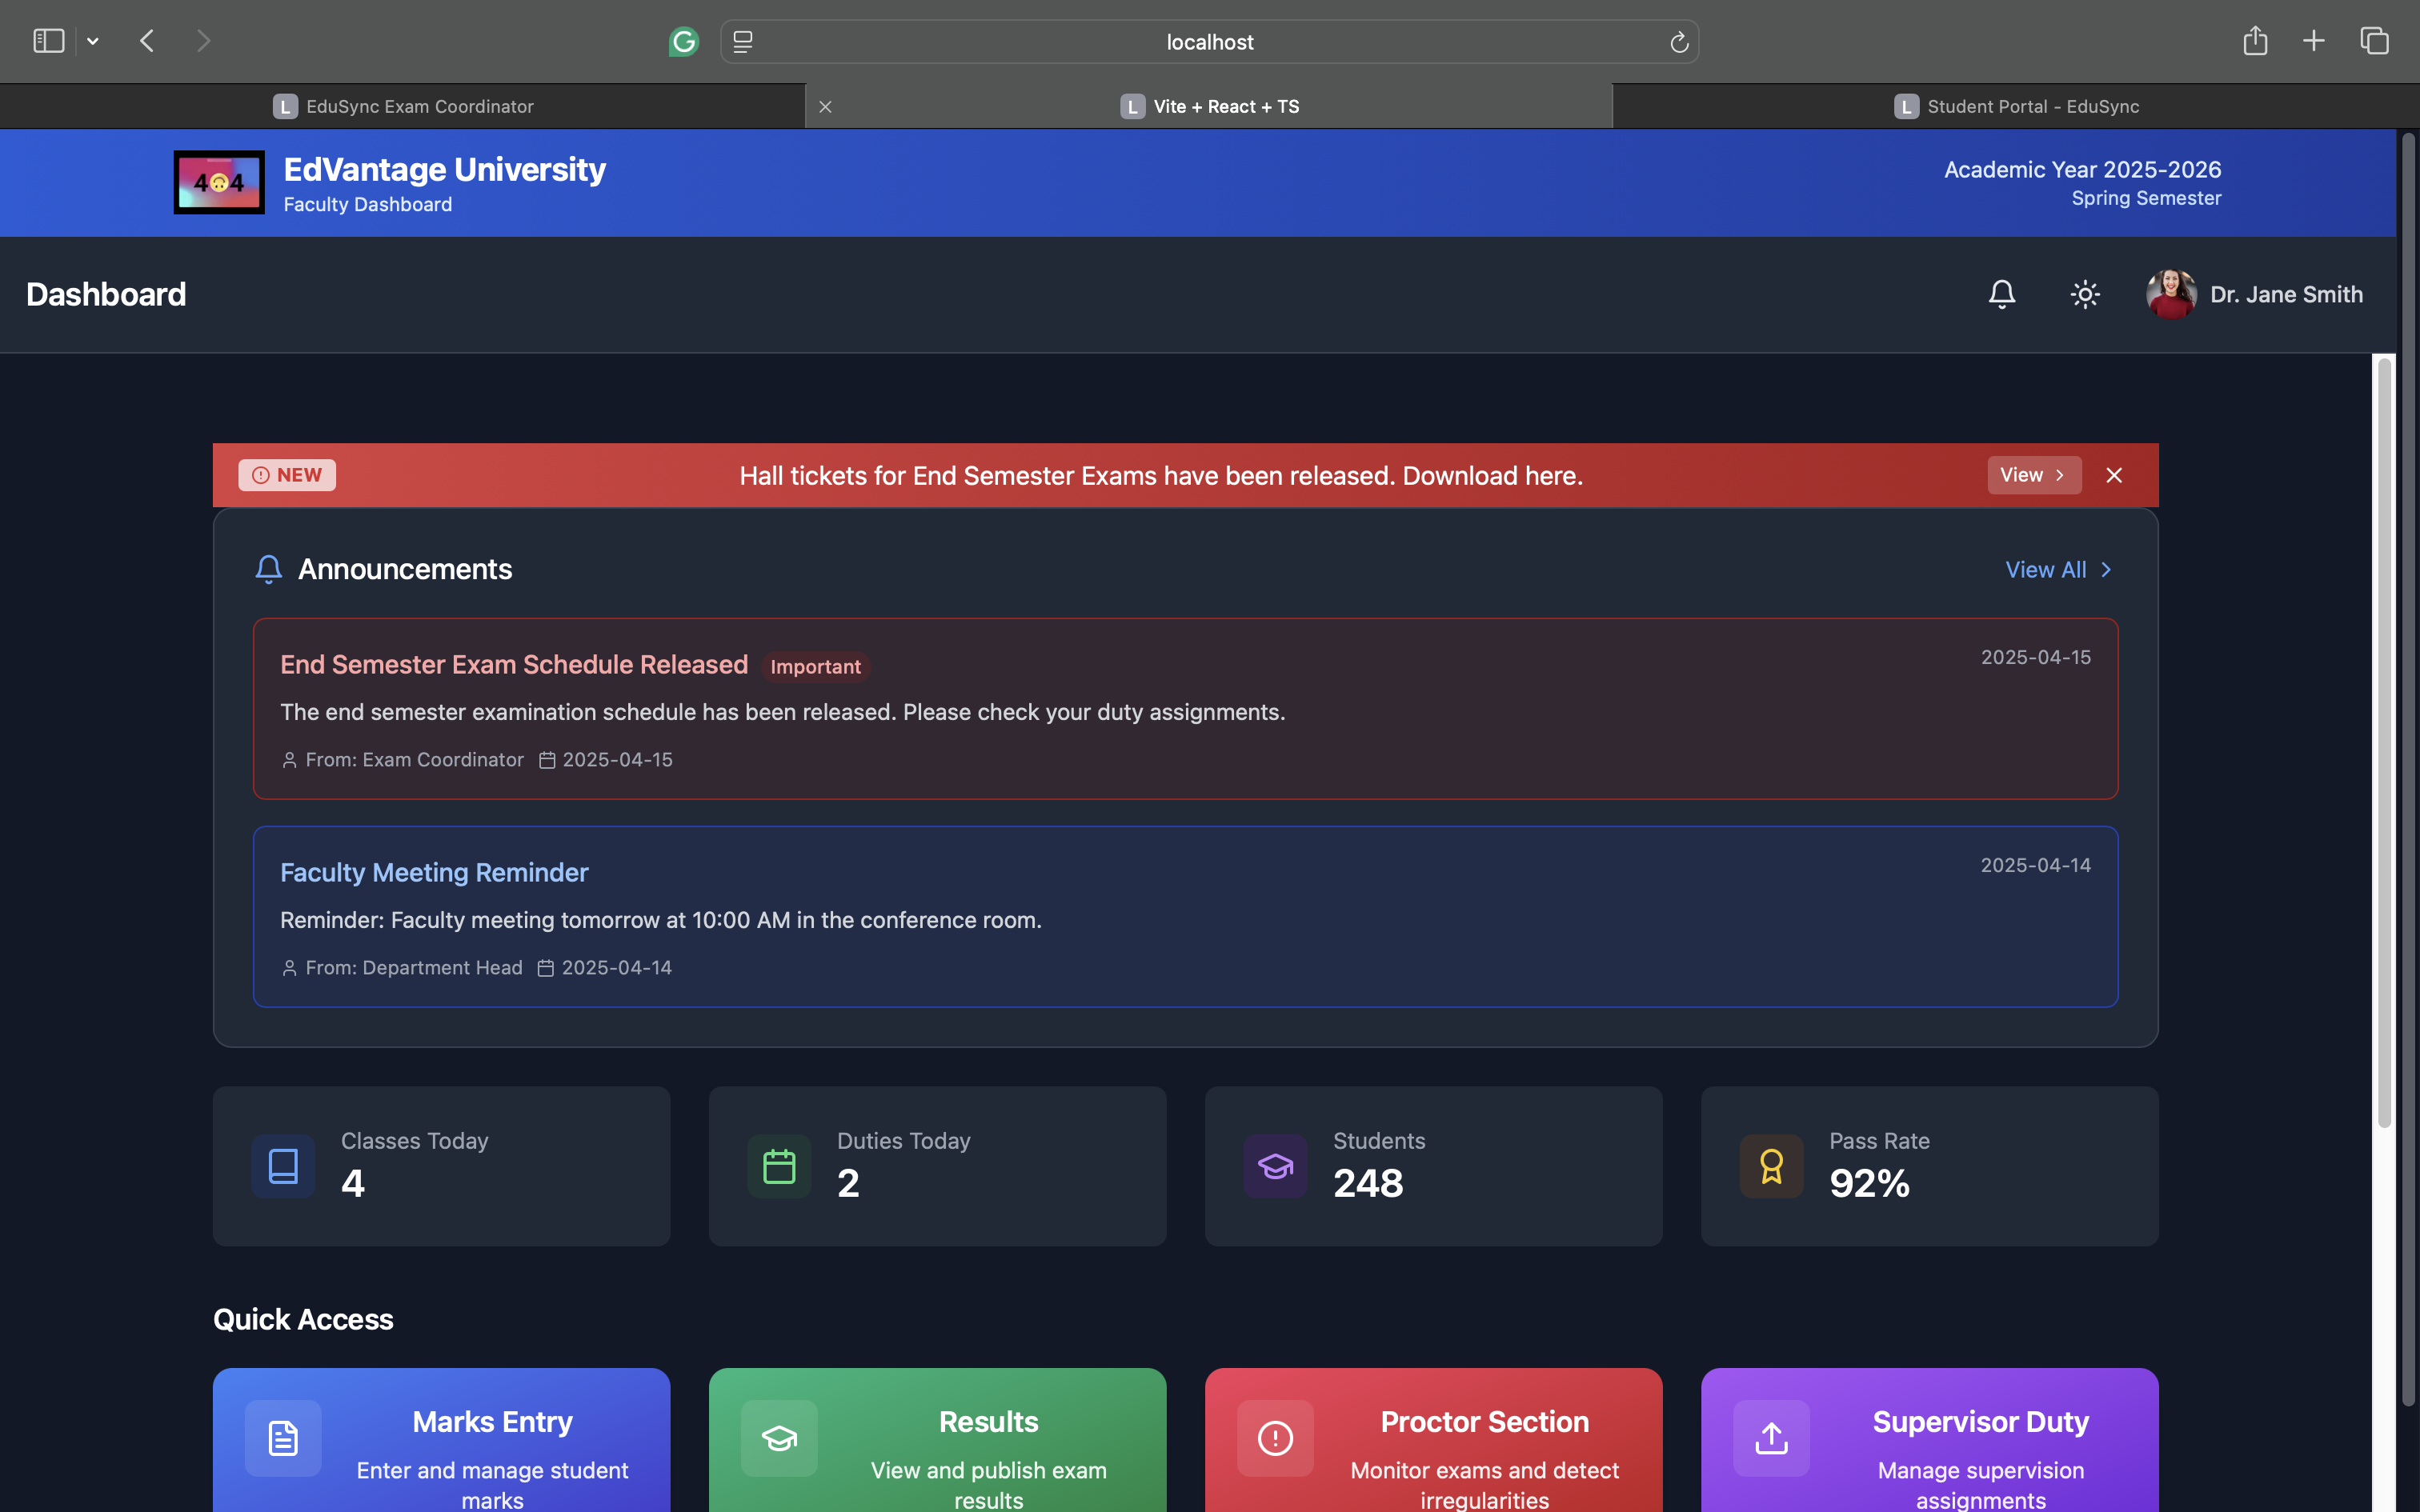 localhost
L EduSync Exam Coordinator
L Vite + React + TS
L Student Portal - EduSync
404
EdVantage University
Faculty Dashboard
Academic Year 2025-2026
Spring Semester
Dashboard
Dr. Jane Smith
NEW
Hall tickets for End Semester Exams have been released. Download here.
View
Announcements
View All
End Semester Exam Schedule Released
Important
2025-04-15
The end semester examination schedule has been released. Please check your duty assignments.
From: Exam Coordinator
2025-04-15
Faculty Meeting Reminder
2025-04-14
Reminder: Faculty meeting tomorrow at 10:00 AM in the conference room.
From: Department Head
2025-04-14
Classes Today
4
Duties Today
2
Students
248
Pass Rate
92%
Quick Access
Marks Entry
Enter and manage student
marks
Results
View and publish exam
results
Proctor Section
Monitor exams and detect
irregularities
Supervisor Duty
Manage supervision
assignments